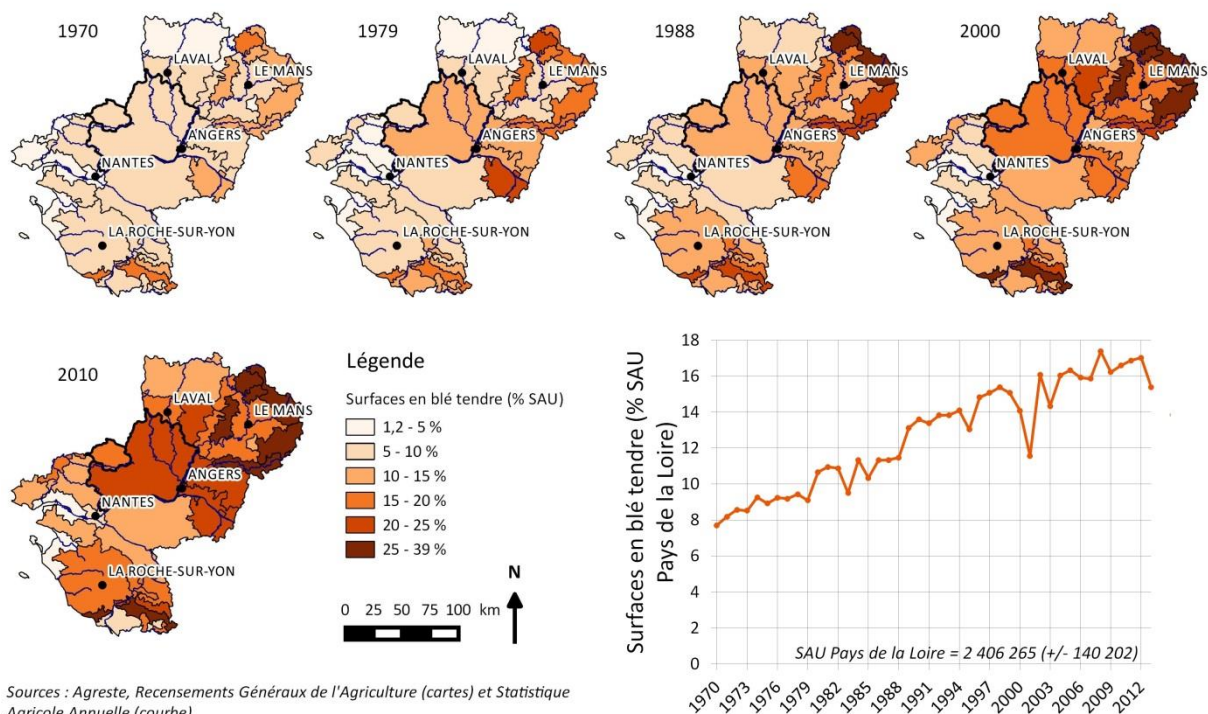 1970
LAVAL
LE MANS
ANGERS
NANTES
LA ROCHE-SUR-YON
1979
LAVAL
LE MANS
ANGERS
NANTES
LA ROCHE-SUR-YON
1988
LAVAL
LE MANS
ANGERS
NANTES
LA ROCHE-SUR-YON
2000
LAVAL
LE MANS
ANGERS
NANTES
LA ROCHE-SUR-YON
2010
LAVAL
LE MANS
ANGERS
NANTES
LA ROCHE-SUR-YON
Légende
Surfaces en blé tendre (% SAU)
1,2 - 5 %
5 - 10 %
10 - 15 %
15 - 20 %
20 - 25 %
25 - 39 %
N
0 25 50 75 100 km
Surfaces en blé tendre (% SAU
Pays de la Loire)
18
16
14
12
10
8
6
4
2
0
SAU Pays de la Loire = 2 406 265 (+/- 140 202)
1970 1973 1976 1979 1982 1985 1988 1991 1994 1997 2000 2003 2006 2009 2012
Sources : Agreste, Recensements Généraux de l'Agriculture (cartes) et Statistique
Agricole Annuelle (courbe)